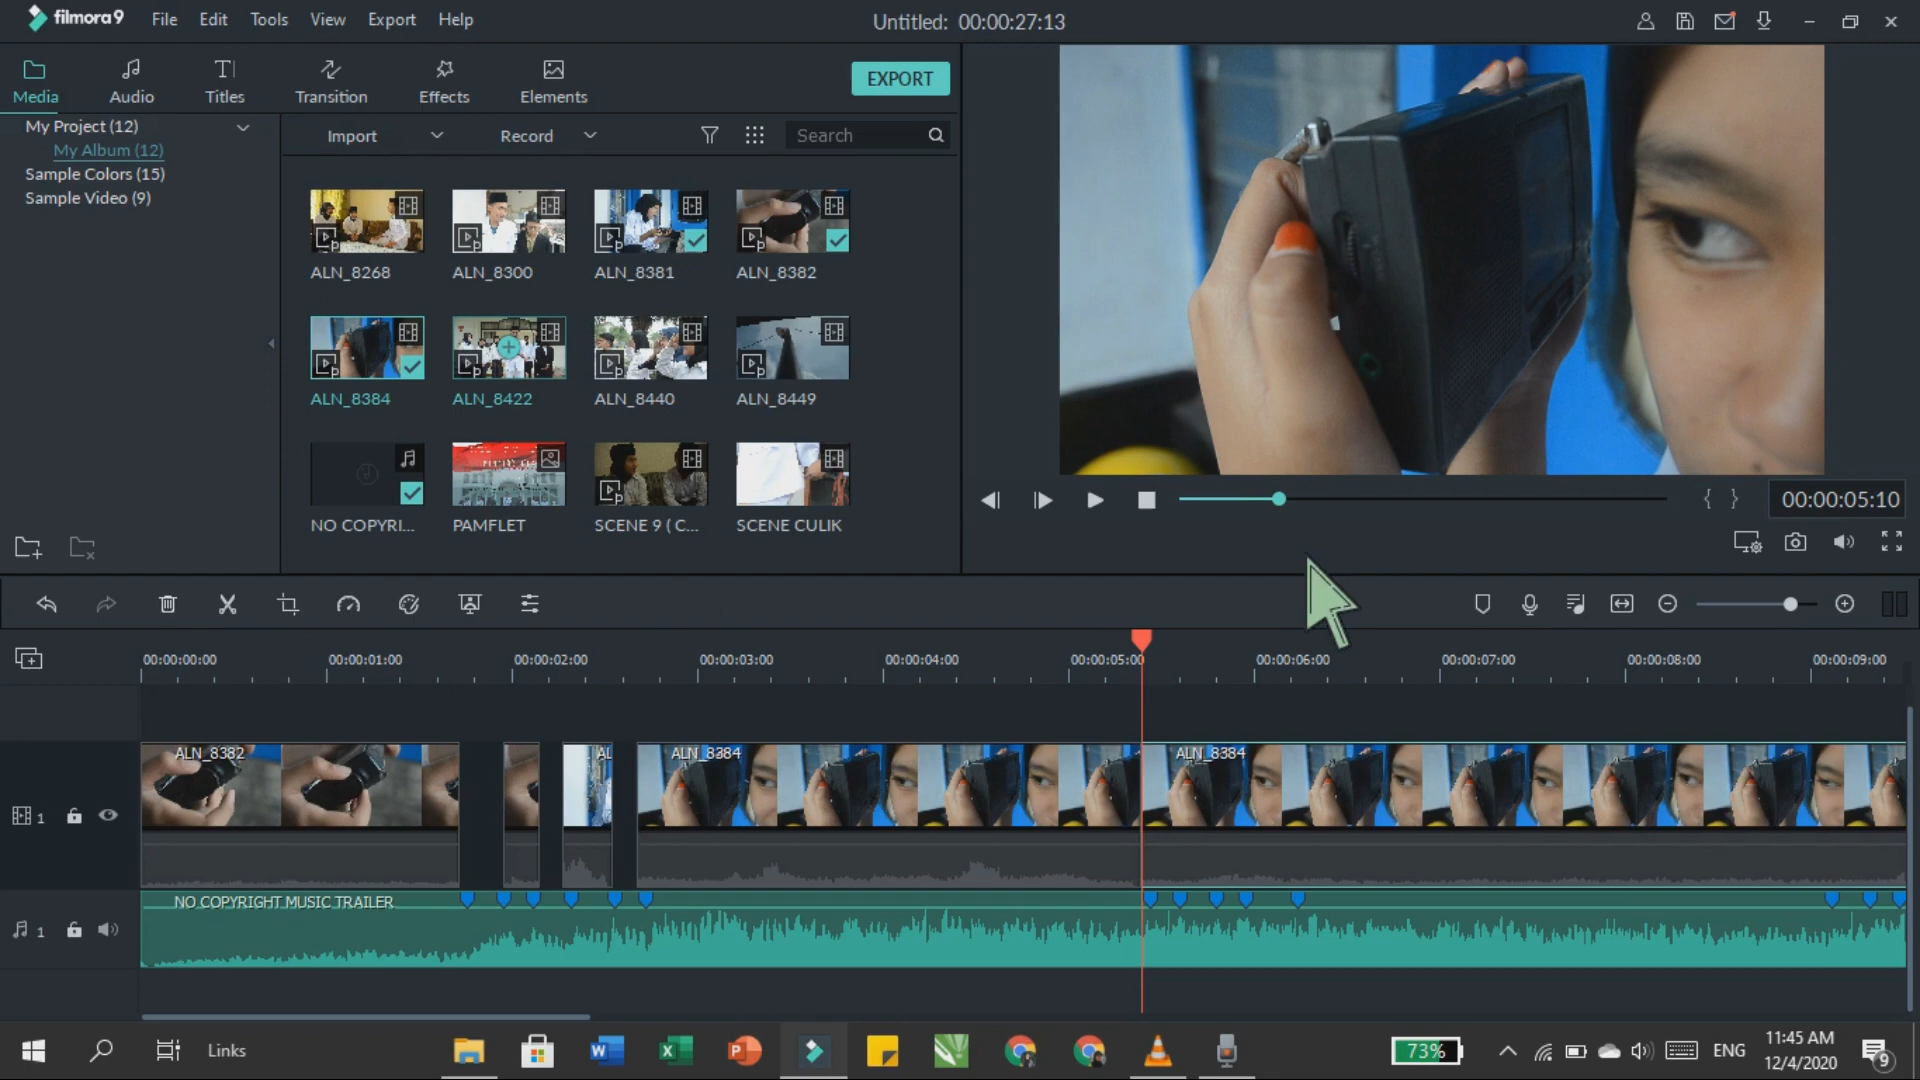 filmora9 File Edit Tools View Export Help Untitled: 00:00:27:13
Media Audio Titles Transition Effects Elements EXPORT
My Project (12)
My Album (12)
Sample Colors (15)
Sample Video (9)
Import Record Search
ALN_8268 ALN_8300 ALN_8381 ALN_8382
ALN_8384 ALN_8422 ALN_8440 ALN_8449
NO COPYRI... PAMFLET SCENE 9 ( C... SCENE CULIK
{ } 00:00:05:10
00:00:00:00 00:00:01:00 00:00:02:00 00:00:03:00 00:00:04:00 00:00:05:00 00:00:06:00 00:00:07:00 00:00:08:00 00:00:09:00
ALN_8382 AL ALN_8384 ALN_8384
1
NO COPYRIGHT MUSIC TRAILER
1
Links 73% ENG 11:45 AM
12/4/2020 9